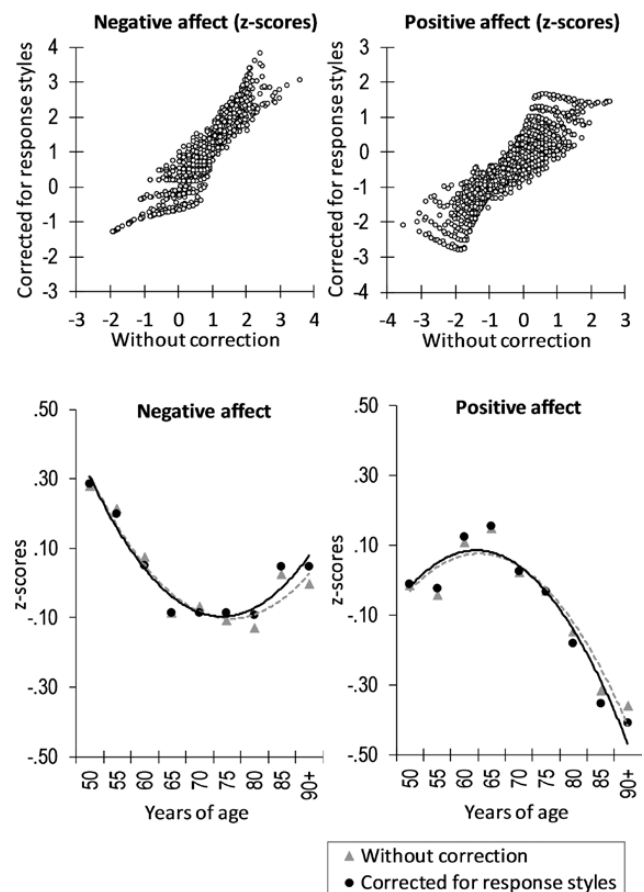 Negative affect (z-scores)
Corrected for response styles
4
3
2
1
0
-1
-2
-3
-3 -2 -1 0 1 2 3 4
Without correction
Positive affect (z-scores)
Corrected for response styles
3
2
1
0
-1
-2
-3
-4
-4 -3 -2 -1 0 1 2 3
Without correction
Negative affect
z-scores
.50
.30
.10
-.10
-.30
-.50
50 55 60 65 70 75 80 85 90+
Years of age
Positive affect
z-scores
.50
.30
.10
-.10
-.30
-.50
50 55 60 65 70 75 80 85 90+
Years of age
Without correction
Corrected for response styles